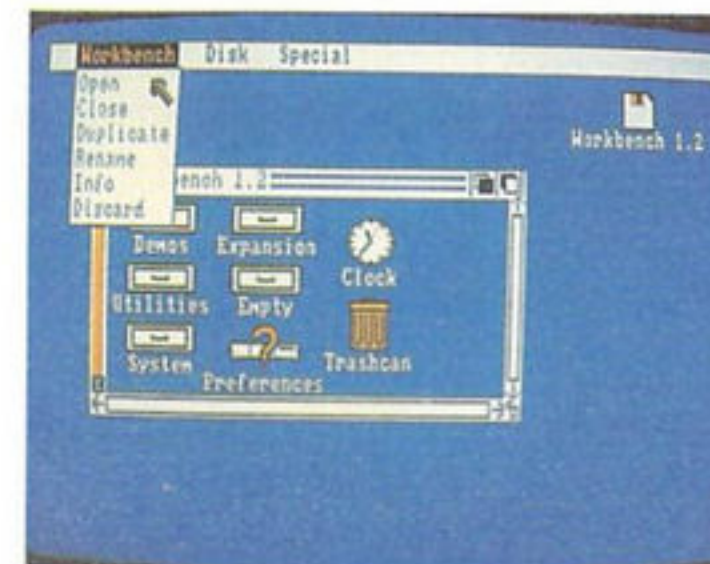 Workbench Disk Special
Open
Close
Duplicate
Rename
Info
Discard
Workbench 1.2
ench 1.2
Demos Expansion Clock
Utilities Empty
System Preferences Trashcan